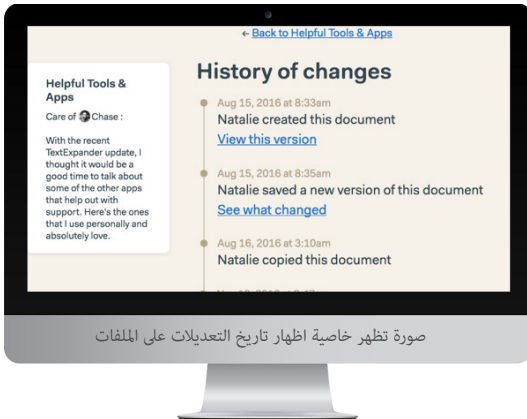 ← Back to Helpful Tools & Apps
History of changes
Helpful Tools &
Apps
Care of Chase :
With the recent
TextExpander update, I
thought it would be a
good time to talk about
some of the other apps
that help out with
support. Here's the ones
that I use personally and
absolutely love.
Aug 15, 2016 at 8:33am
Natalie created this document
View this version
Aug 15, 2016 at 8:35am
Natalie saved a new version of this document
See what changed
Aug 16, 2016 at 3:10am
Natalie copied this document
صورة تظهر خاصية اظهار تاريخ التعديلات على الملفات